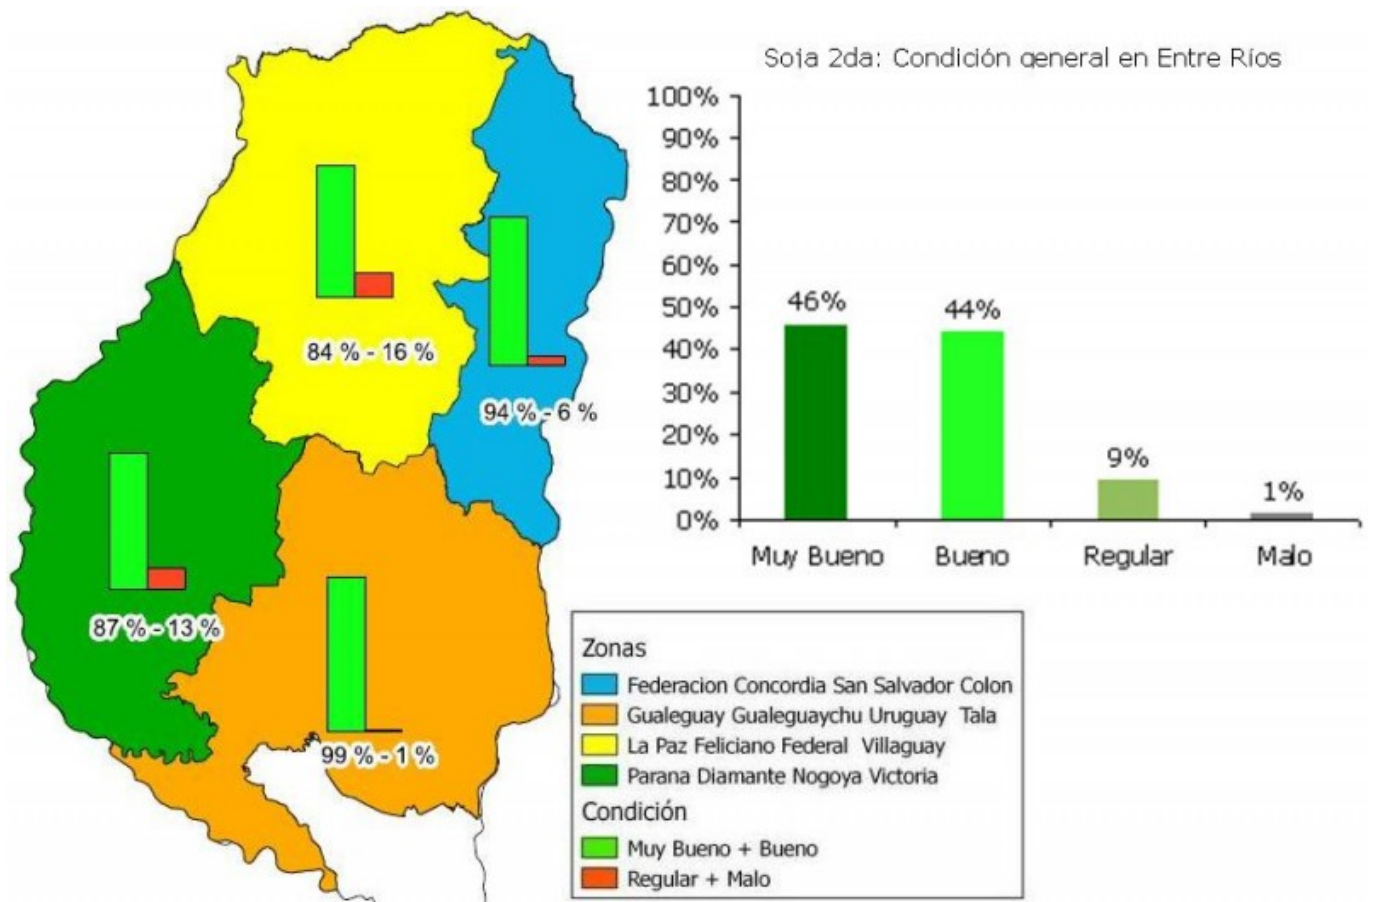 Soja 2da: Condición general en Entre Ríos
100%
90%
80%
70%
60%
50%
40%
30%
20%
10%
0%
46%
44%
9%
1%
Muy Bueno
Bueno
Regular
Malo
84 % - 16 %
94 % - 6 %
87 % - 13 %
99 % - 1 %
Zonas
Federacion Concordia San Salvador Colon
Gualeguay Gualeguaychu Uruguay Tala
La Paz Feliciano Federal Villaguay
Parana Diamante Nogoya Victoria
Condición
Muy Bueno + Bueno
Regular + Malo